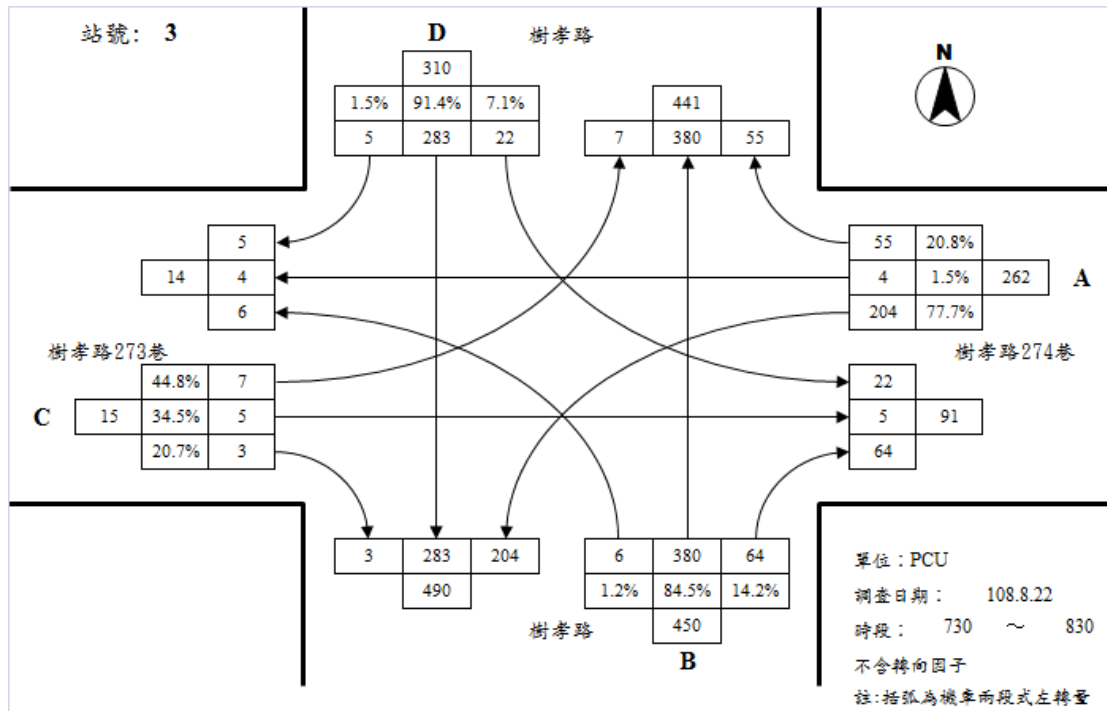 站號: 3
D
樹孝路
N
310
1.5% 91.4% 7.1%
5 283 22
441
7 380 55
5
14 4
6
55 20.8%
4 1.5% 262
204 77.7%
A
樹孝路273巷
樹孝路274巷
C
44.8% 7
15 34.5% 5
20.7% 3
22
5 91
64
3 283 204
490
6 380 64
1.2% 84.5% 14.2%
450
樹孝路
B
單位:PCU
調查日期: 108.8.22
時段: 730 ~ 830
不含轉向因子
註:括弧為機車兩段式左轉量